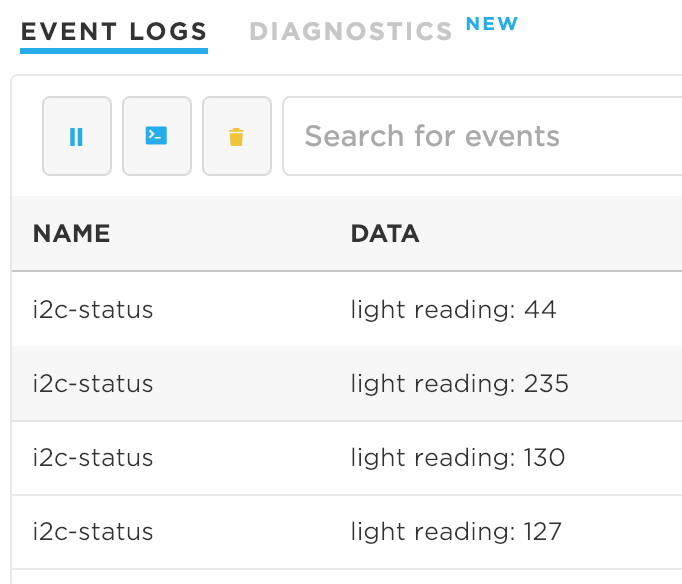 EVENT LOGS DIAGNOSTICS NEW
Search for events
NAME DATA
i2c-status light reading: 44
i2c-status light reading: 235
i2c-status light reading: 130
i2c-status light reading: 127